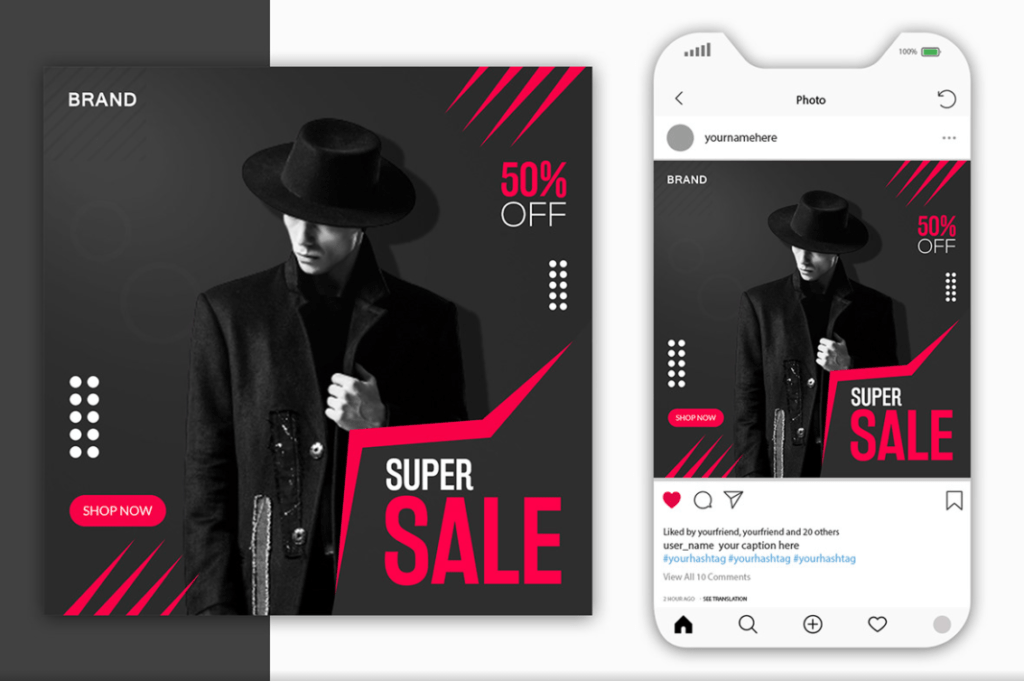 BRAND
50%
OFF
SUPER
SALE
SHOP NOW
100%
Photo
yournamehere
BRAND
50%
OFF
SUPER
SALE
SHOP NOW
Liked by yourfriend, yourfriend and 20 others
user_name your caption here
#yourhashtag #yourhashtag #yourhashtag
View All 10 Comments
2 HOUR AGO · SEE TRANSLATION